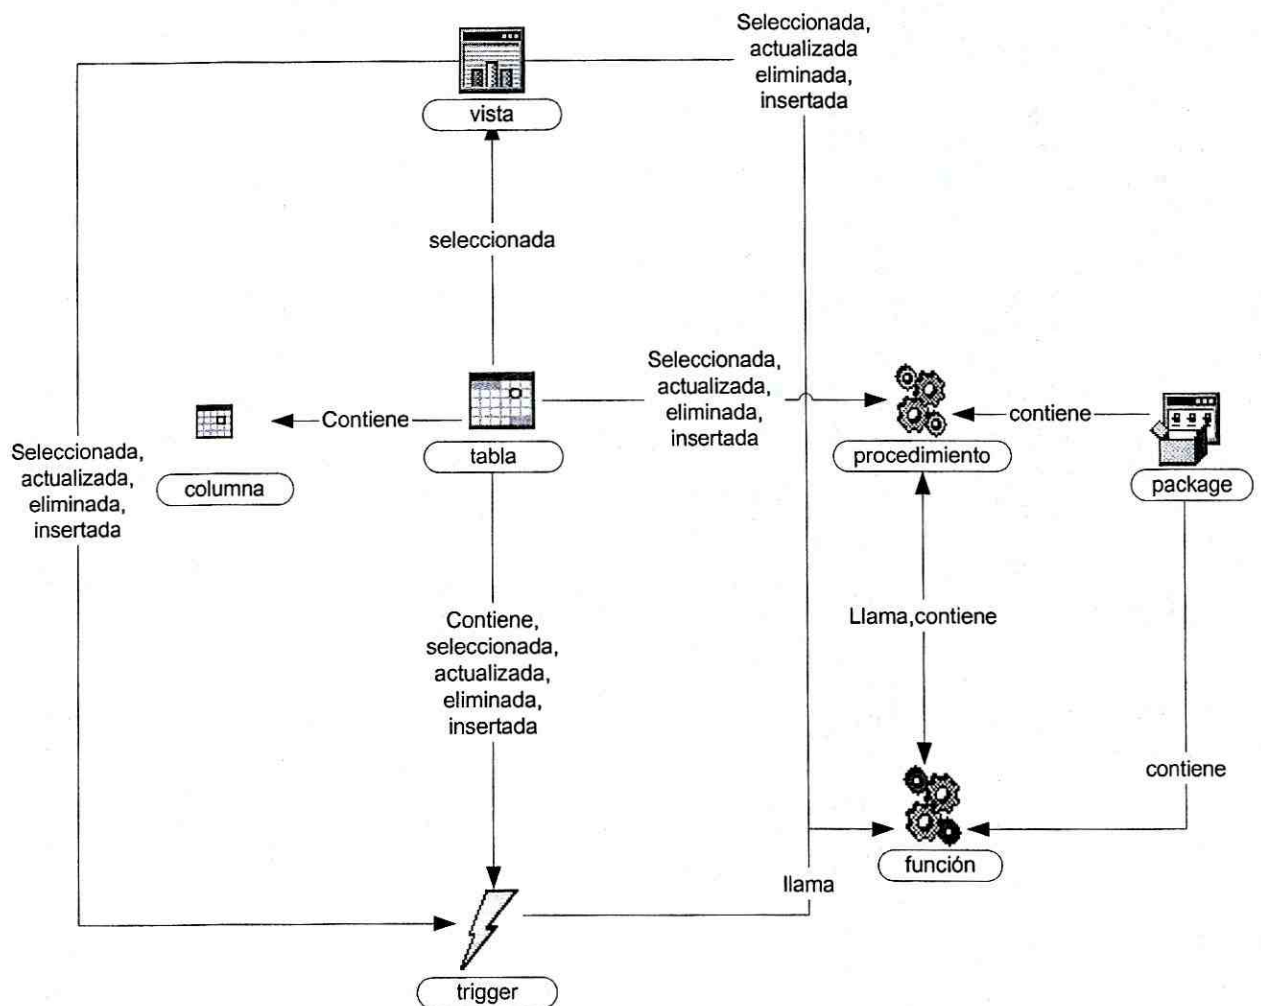 Seleccionada,
actualizada
eliminada,
insertada
vista
seleccionada
Seleccionada,
actualizada,
eliminada,
insertada
Contiene
contiene
tabla
procedimiento
Seleccionada,
actualizada,
eliminada,
insertada
columna
package
Contiene,
seleccionada,
actualizada,
eliminada,
insertada
Llama,contiene
contiene
función
llama
trigger